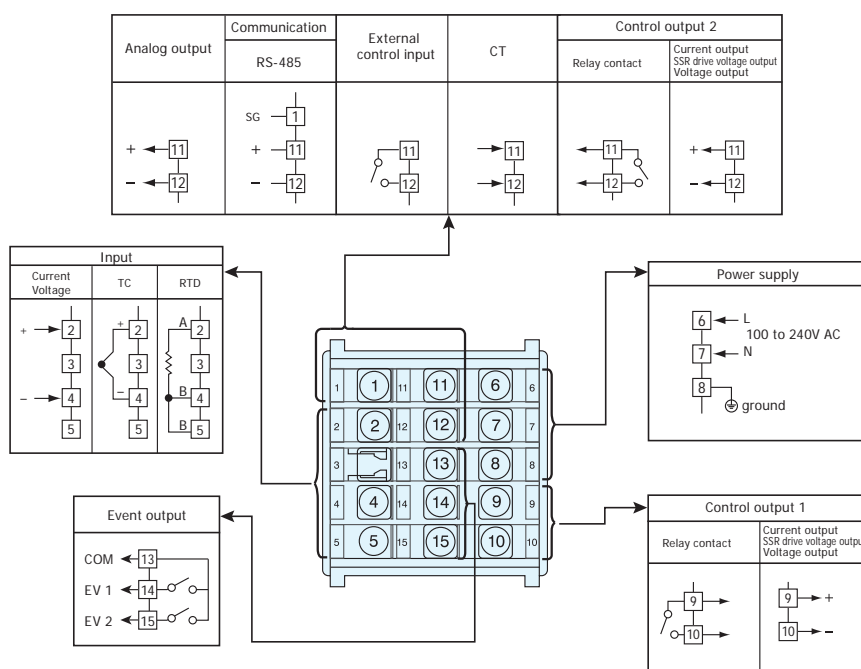 Analog output
Communication
RS-485
External
control input
CT
Control output 2
Relay contact
Current output
SSR drive voltage output
Voltage output
+ 11
− 12
SG 1
+ 11
− 12
11
12
11
12
11
12
+ 11
− 12
Input
Current
Voltage
TC
RTD
+ 2
3
− 4
5
+ 2
3
− 4
5
A 2
3
B 4
B 5
Power supply
6 L
100 to 240V AC
7 N
8
ground
1 1 11 11 6 6
2 2 12 12 7 7
3 13 13 8 8
4 4 14 14 9 9
5 5 15 15 10 10
Event output
COM 13
EV 1 14
EV 2 15
Control output 1
Relay contact
Current output
SSR drive voltage output
Voltage output
9
10
9 +
10 −